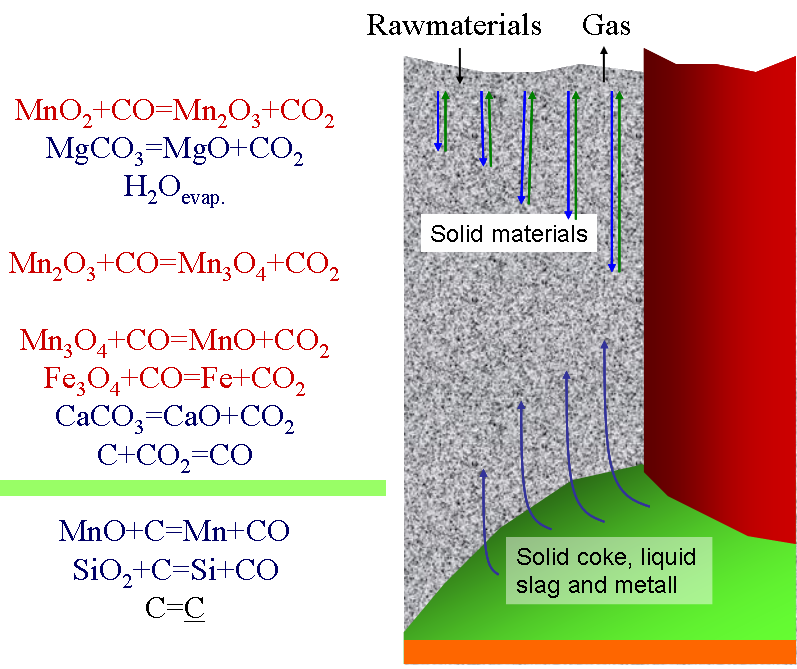 Rawmaterials Gas
MnO₂+CO=Mn₂O₃+CO₂
MgCO₃=MgO+CO₂
H₂Oevap.
Mn₂O₃+CO=Mn₃O₄+CO₂
Mn₃O₄+CO=MnO+CO₂
Fe₃O₄+CO=Fe+CO₂
CaCO₃=CaO+CO₂
C+CO₂=CO
MnO+C=Mn+CO
SiO₂+C=Si+CO
C=C
Solid materials
Solid coke, liquid
slag and metall